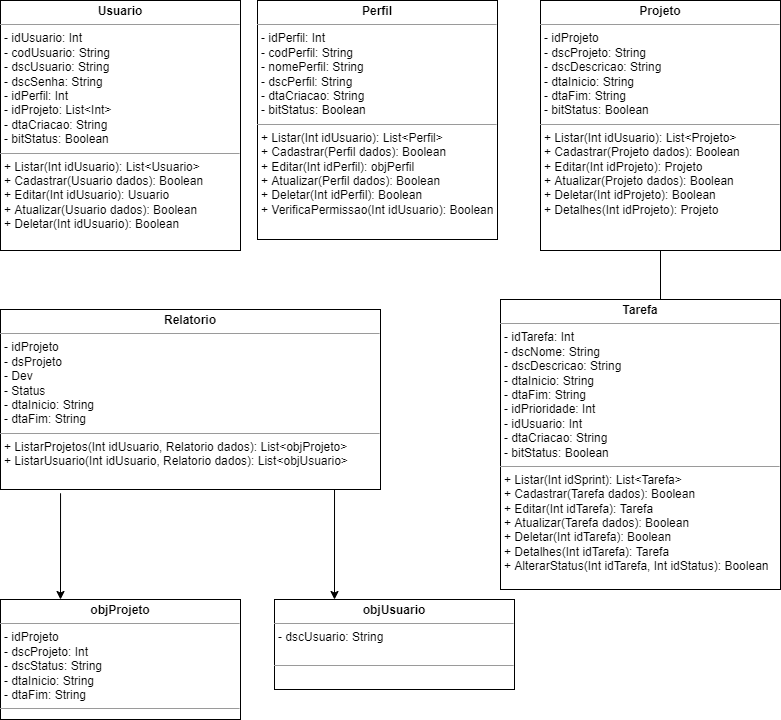 Usuario
- idUsuario: Int
- codUsuario: String
- dscUsuario: String
- dscSenha: String
- idPerfil: Int
- idProjeto: List<Int>
- dtaCriacao: String
- bitStatus: Boolean
+ Listar(Int idUsuario): List<Usuario>
+ Cadastrar(Usuario dados): Boolean
+ Editar(Int idUsuario): Usuario
+ Atualizar(Usuario dados): Boolean
+ Deletar(Int idUsuario): Boolean
Perfil
- idPerfil: Int
- codPerfil: String
- nomePerfil: String
- dscPerfil: String
- dtaCriacao: String
- bitStatus: Boolean
+ Listar(Int idUsuario): List<Perfil>
+ Cadastrar(Perfil dados): Boolean
+ Editar(Int idPerfil): objPerfil
+ Atualizar(Perfil dados): Boolean
+ Deletar(Int idPerfil): Boolean
+ VerificaPermissao(Int idUsuario): Boolean
Projeto
- idProjeto
- dscProjeto: String
- dscDescricao: String
- dtaInicio: String
- dtaFim: String
- bitStatus: Boolean
+ Listar(Int idUsuario): List<Projeto>
+ Cadastrar(Projeto dados): Boolean
+ Editar(Int idProjeto): Projeto
+ Atualizar(Projeto dados): Boolean
+ Deletar(Int idProjeto): Boolean
+ Detalhes(Int idProjeto): Projeto
Relatorio
- idProjeto
- dsProjeto
- Dev
- Status
- dtaInicio: String
- dtaFim: String
+ ListarProjetos(Int idUsuario, Relatorio dados): List<objProjeto>
+ ListarUsuario(Int idUsuario, Relatorio dados): List<objUsuario>
Tarefa
- idTarefa: Int
- dscNome: String
- dscDescricao: String
- dtaInicio: String
- dtaFim: String
- idPrioridade: Int
- idUsuario: Int
- dtaCriacao: String
- bitStatus: Boolean
+ Listar(Int idSprint): List<Tarefa>
+ Cadastrar(Tarefa dados): Boolean
+ Editar(Int idTarefa): Tarefa
+ Atualizar(Tarefa dados): Boolean
+ Deletar(Int idTarefa): Boolean
+ Detalhes(Int idTarefa): Tarefa
+ AlterarStatus(Int idTarefa, Int idStatus): Boolean
objProjeto
- idProjeto
- dscProjeto: Int
- dscStatus: String
- dtaInicio: String
- dtaFim: String
objUsuario
- dscUsuario: String